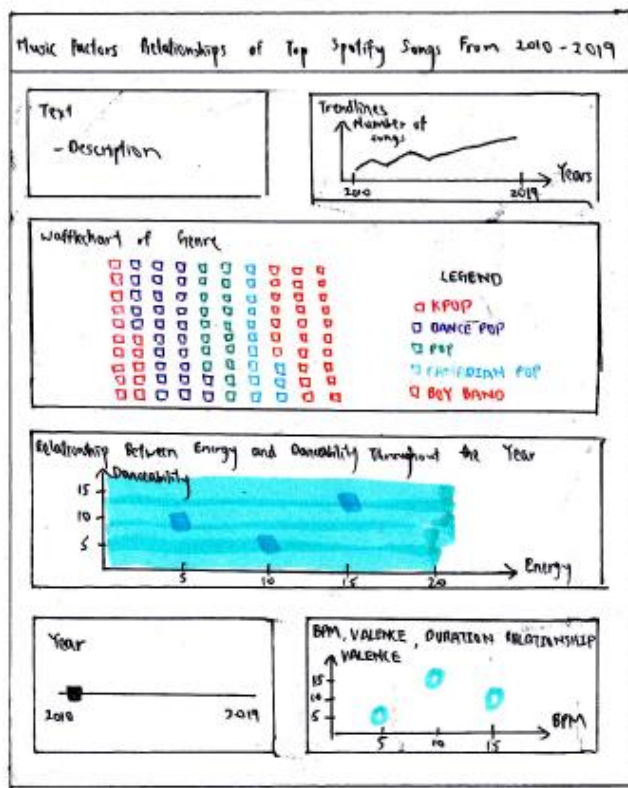 Music Factors Relationships of Top Spotify Songs From 2010 - 2019
Text
- Description
Trendlines
Number of
songs
2010
2019
Years
Wafflechart of Genre
LEGEND
KPOP
DANCE POP
POP
CANADIAN POP
BOY BAND
Relationship Between Energy and Danceability Throughout the Year
Danceability
15
10
5
5
10
15
20
Energy
Year
2010
2019
BPM, VALENCE, DURATION RELATIONSHIP
VALENCE
15
10
5
5
10
15
BPM